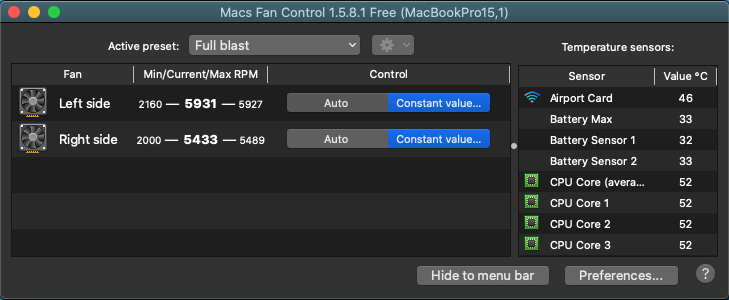 Macs Fan Control 1.5.8.1 Free (MacBookPro15,1)
Active preset: Full blast
Temperature sensors:
Fan Min/Current/Max RPM Control
Left side 2160 — 5931 — 5927 Auto Constant value...
Right side 2000 — 5433 — 5489 Auto Constant value...
Sensor Value °C
Airport Card 46
Battery Max 33
Battery Sensor 1 32
Battery Sensor 2 33
CPU Core (avera... 52
CPU Core 1 52
CPU Core 2 52
CPU Core 3 52
Hide to menu bar Preferences... ?